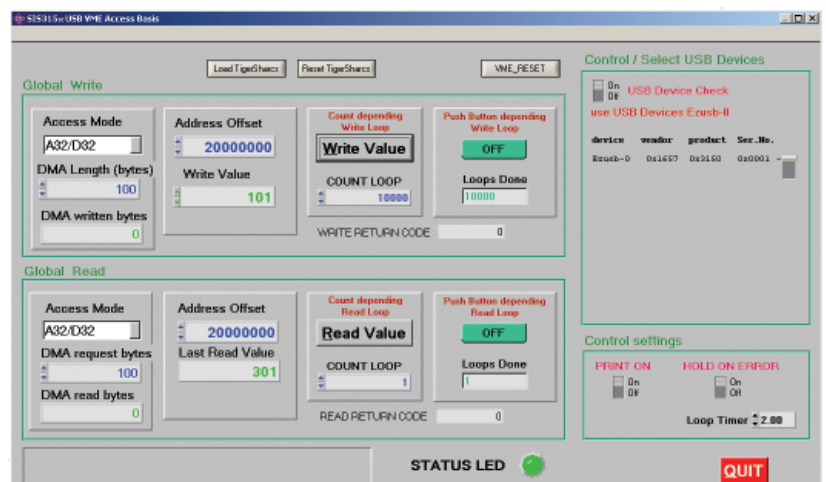 SIS315x USB VME Access Basis
Load TigerSharcs Reset TigerSharcs VME_RESET
Global Write
Access Mode
A32/D32
DMA Length (bytes)
100
DMA written bytes
0
Address Offset
20000000
Write Value
101
Count depending
Write Loop
Write Value
COUNT LOOP
10000
Push Button depending
Write Loop
OFF
Loops Done
10000
WRITE RETURN CODE 0
Global Read
Access Mode
A32/D32
DMA request bytes
100
DMA read bytes
0
Address Offset
20000000
Last Read Value
301
Count depending
Read Loop
Read Value
COUNT LOOP
1
Push Button depending
Read Loop
OFF
Loops Done
1
READ RETURN CODE 0
STATUS LED
Control / Select USB Devices
On
Off
USB Device Check
use USB Devices Ezusb-0
device vendor product Ser.No.
Ezusb-0 0x1657 0x3150 0x0001
Control settings
PRINT ON HOLD ON ERROR
On On
Off Off
Loop Timer 2.00
QUIT